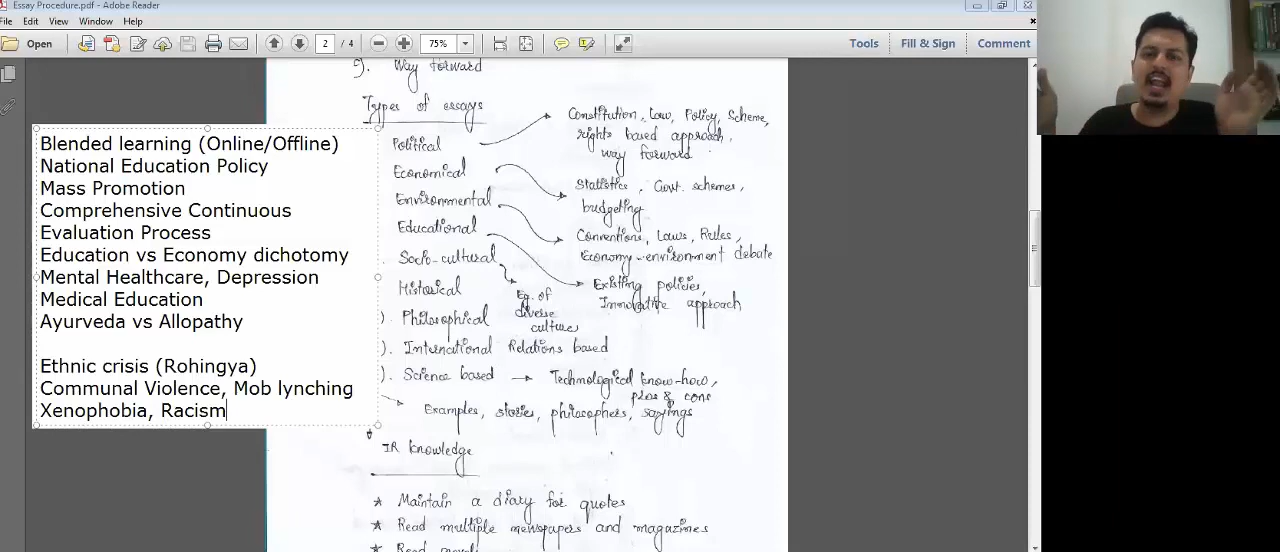 Essay Procedure.pdf - Adobe Reader
File Edit View Window Help
Open 2 / 4 75% Tools Fill & Sign Comment
9). Way forward
Types of essays
Political
Constitution, Law, Policy, Scheme,
rights based approach,
way forward
Economical
Statistics, Govt. schemes,
budgeting
Environmental
Conventions, Laws, Rules,
Economy-environment debate
Educational
Existing policies,
Innovative approach
Socio-cultural
Eg. of
diverse
cultures
Historical
). Philosophical
). International Relations based
). Science based → Technological know-how,
pros & cons
Examples, stories, philosophers, sayings
IR knowledge
* Maintain a diary for quotes
* Read multiple newspapers and magazines
* Read novels
Blended learning (Online/Offline)
National Education Policy
Mass Promotion
Comprehensive Continuous
Evaluation Process
Education vs Economy dichotomy
Mental Healthcare, Depression
Medical Education
Ayurveda vs Allopathy
Ethnic crisis (Rohingya)
Communal Violence, Mob lynching
Xenophobia, Racism